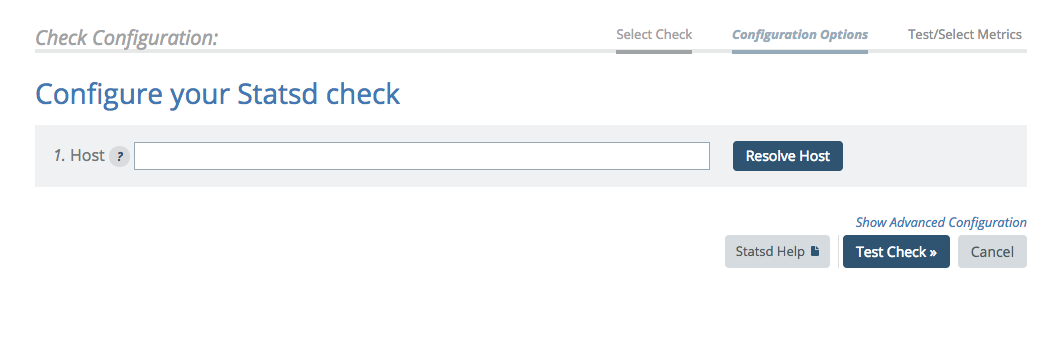 Check Configuration:
Select Check
Configuration Options
Test/Select Metrics
Configure your Statsd check
1. Host ?
Resolve Host
Show Advanced Configuration
Statsd Help
Test Check »
Cancel